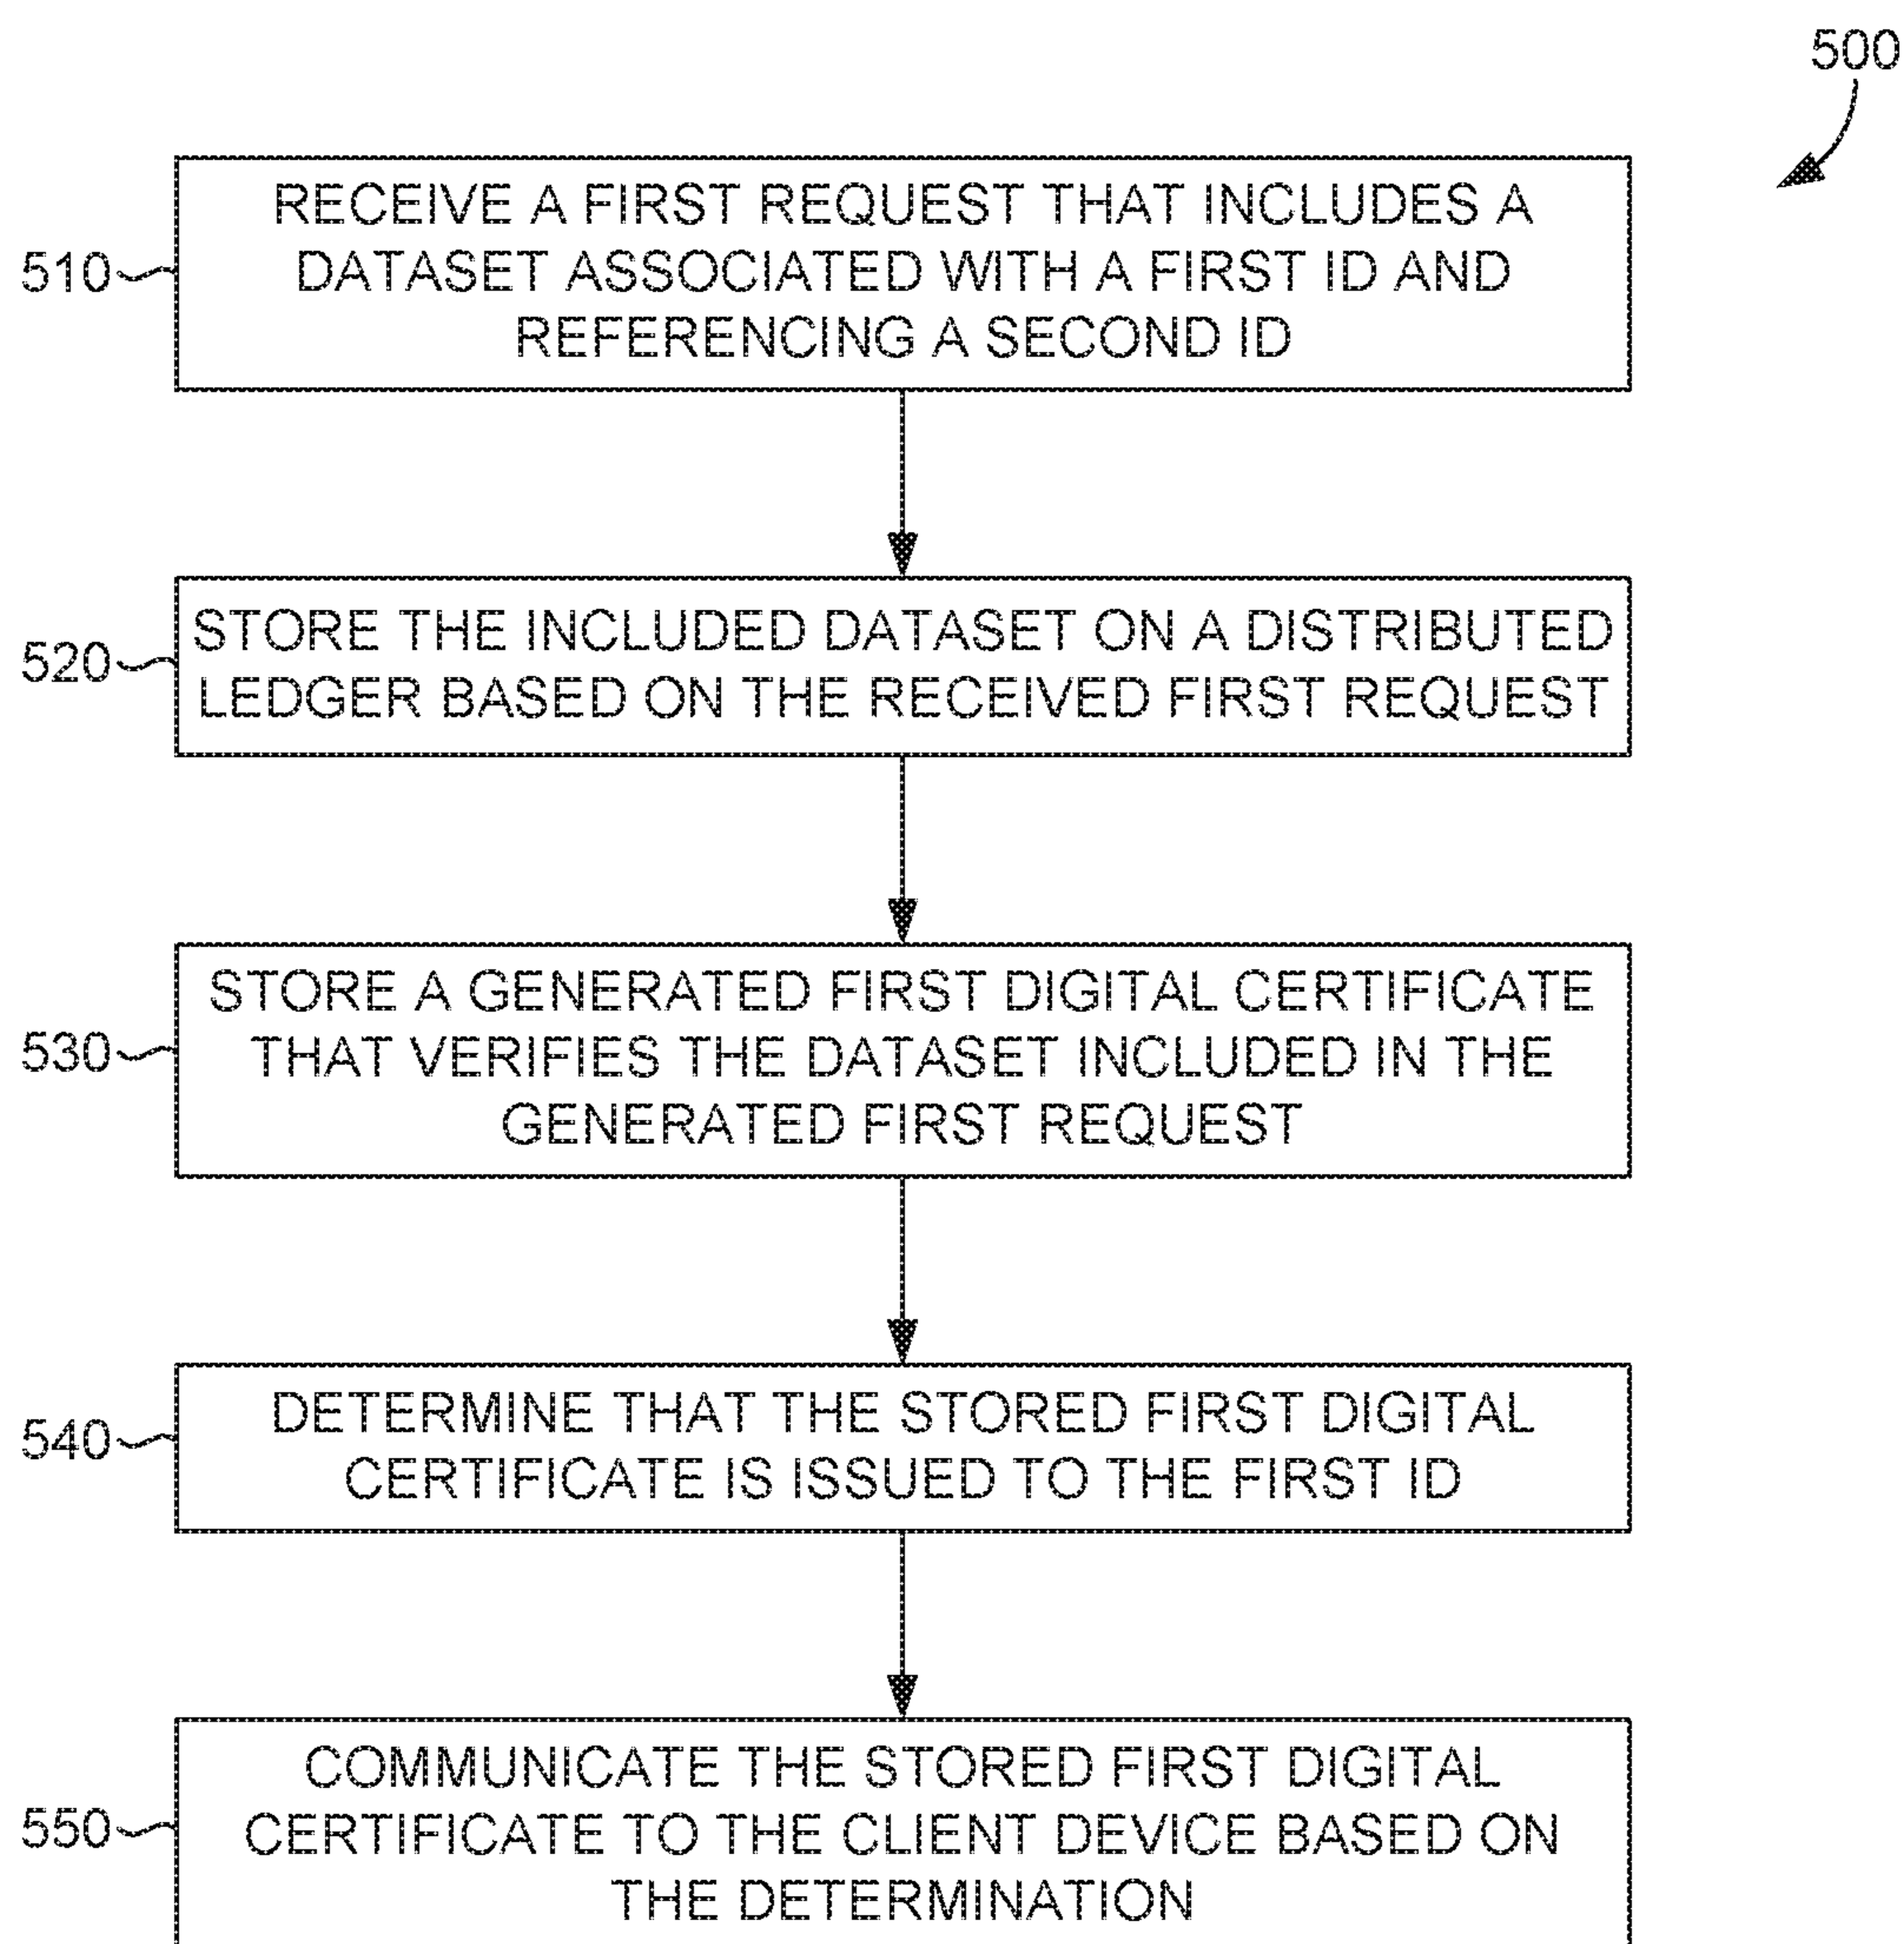 500
510
RECEIVE A FIRST REQUEST THAT INCLUDES A
DATASET ASSOCIATED WITH A FIRST ID AND
REFERENCING A SECOND ID
520
STORE THE INCLUDED DATASET ON A DISTRIBUTED
LEDGER BASED ON THE RECEIVED FIRST REQUEST
530
STORE A GENERATED FIRST DIGITAL CERTIFICATE
THAT VERIFIES THE DATASET INCLUDED IN THE
GENERATED FIRST REQUEST
540
DETERMINE THAT THE STORED FIRST DIGITAL
CERTIFICATE IS ISSUED TO THE FIRST ID
550
COMMUNICATE THE STORED FIRST DIGITAL
CERTIFICATE TO THE CLIENT DEVICE BASED ON
THE DETERMINATION